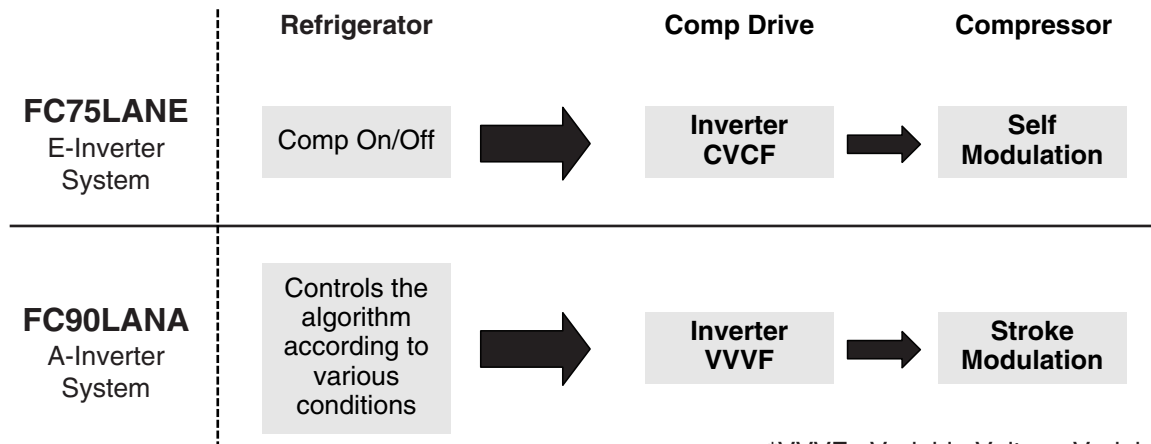 Refrigerator Comp Drive Compressor
FC75LANE
E-Inverter
System
Comp On/Off
Inverter
CVCF
Self
Modulation
FC90LANA
A-Inverter
System
Controls the
algorithm
according to
various
conditions
Inverter
VVVF
Stroke
Modulation